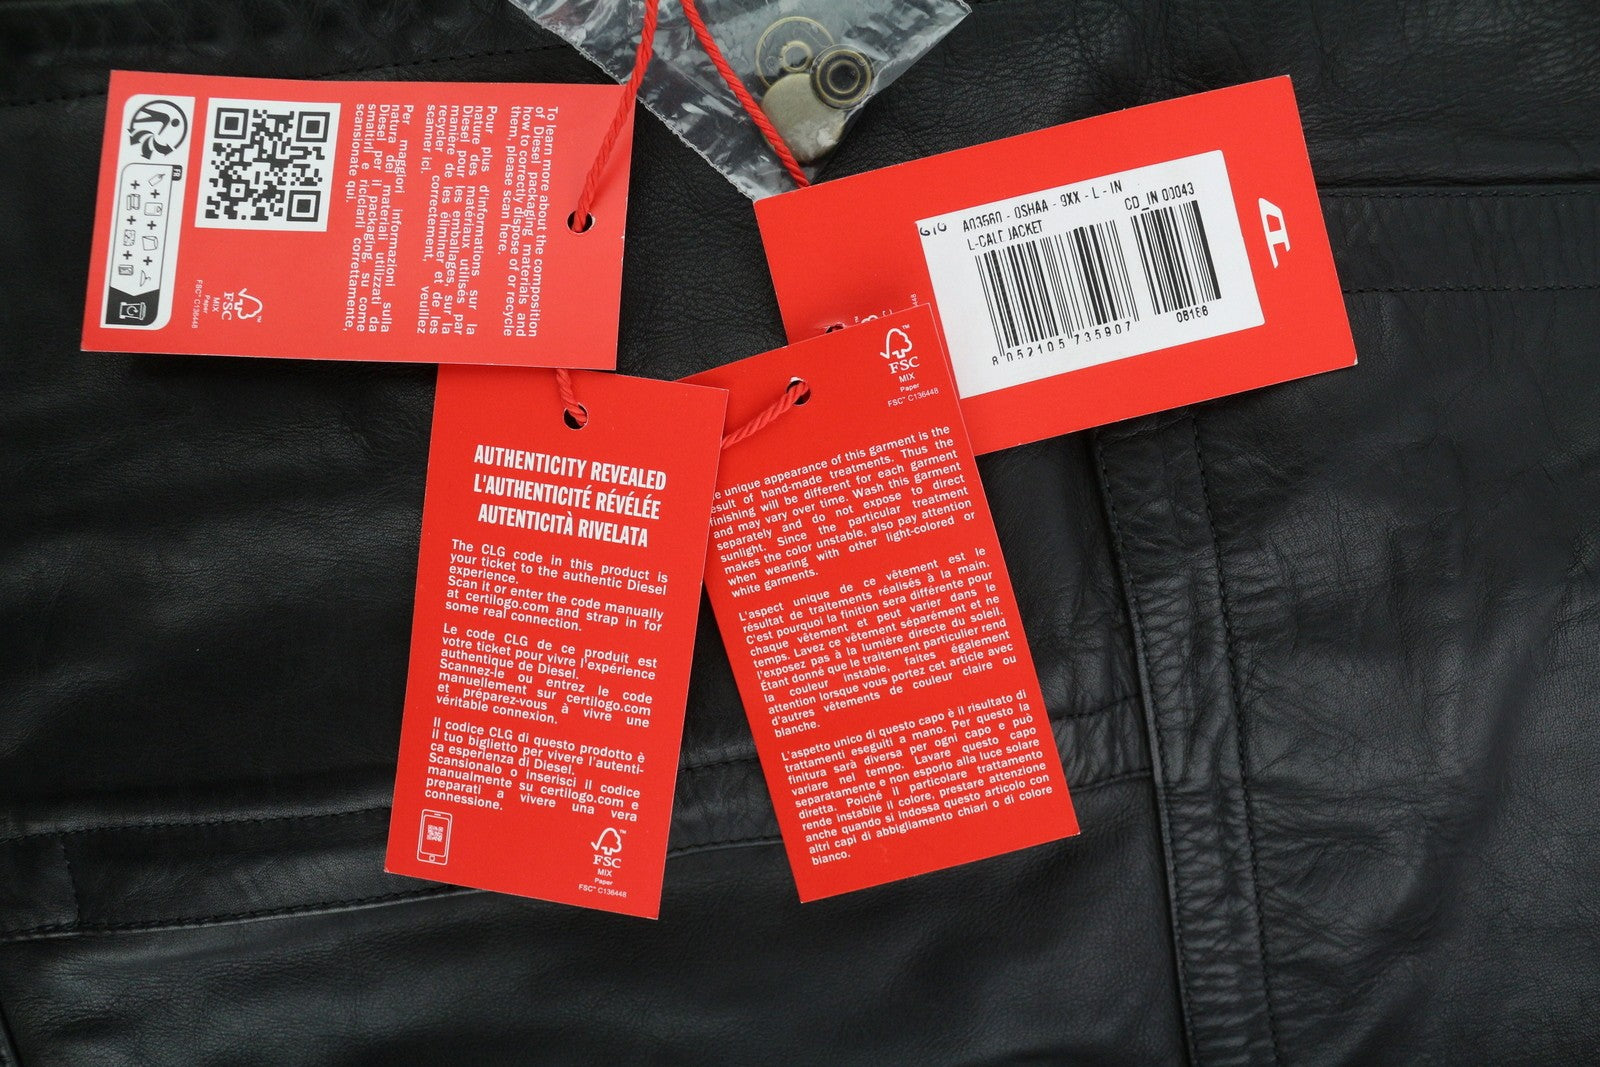 To learn more about the composition
of Diesel packaging materials and
how to correctly dispose of or recycle
them, please scan here.
Pour plus d'informations sur la
nature des matériaux utilisés par
Diesel pour les emballages, sur la
manière de les éliminer et de les
recycler correctement, veuillez
scanner ici.
Per maggiori informazioni sulla
natura dei materiali utilizzati da
Diesel per il packaging, su come
smaltirli e riciclarli correttamente,
scansionate qui.
FR
FSC™
MIX
Paper
FSC™ C136448
A03560 - 0SHAA - 9XX - L - IN
L-CALF JACKET
CD_IN 00043
8 052105 735907
08168
AUTHENTICITY REVEALED
L'AUTHENTICITÉ RÉVÉLÉE
AUTENTICITÀ RIVELATA
The CLG code in this product is
your ticket to the authentic Diesel
experience.
Scan it or enter the code manually
at certilogo.com and strap in for
some real connection.
Le code CLG de ce produit est
votre ticket pour vivre l'expérience
authentique de Diesel.
Scannez-le ou entrez le code
manuellement sur certilogo.com
et préparez-vous à vivre une
véritable connexion.
Il codice CLG di questo prodotto è
il tuo biglietto per vivere l'autenti-
ca esperienza di Diesel.
Scansionalo o inserisci il codice
manualmente su certilogo.com e
preparati a vivere una vera
connessione.
FSC™
MIX
Paper
FSC™ C136448
FSC™
MIX
Paper
FSC™ C136448
unique appearance of this garment is the
result of hand-made treatments. Thus the
finishing will be different for each garment
and may vary over time. Wash this garment
separately and do not expose to direct
sunlight. Since the particular treatment
makes the color unstable, also pay attention
when wearing with other light-colored or
white garments.
L'aspect unique de ce vêtement est le
résultat de traitements réalisés à la main.
C'est pourquoi la finition sera différente pour
chaque vêtement et peut varier dans le
temps. Lavez ce vêtement séparément et ne
l'exposez pas à la lumière directe du soleil.
Étant donné que le traitement particulier rend
la couleur instable, faites également
attention lorsque vous portez cet article avec
d'autres vêtements de couleur claire ou
blanche.
L'aspetto unico di questo capo è il risultato di
trattamenti eseguiti a mano. Per questo la
finitura sarà diversa per ogni capo e può
variare nel tempo. Lavare questo capo
separatamente e non esporlo alla luce solare
diretta. Poiché il particolare trattamento
rende instabile il colore, prestare attenzione
anche quando si indossa questo articolo con
altri capi di abbigliamento chiari o di colore
bianco.